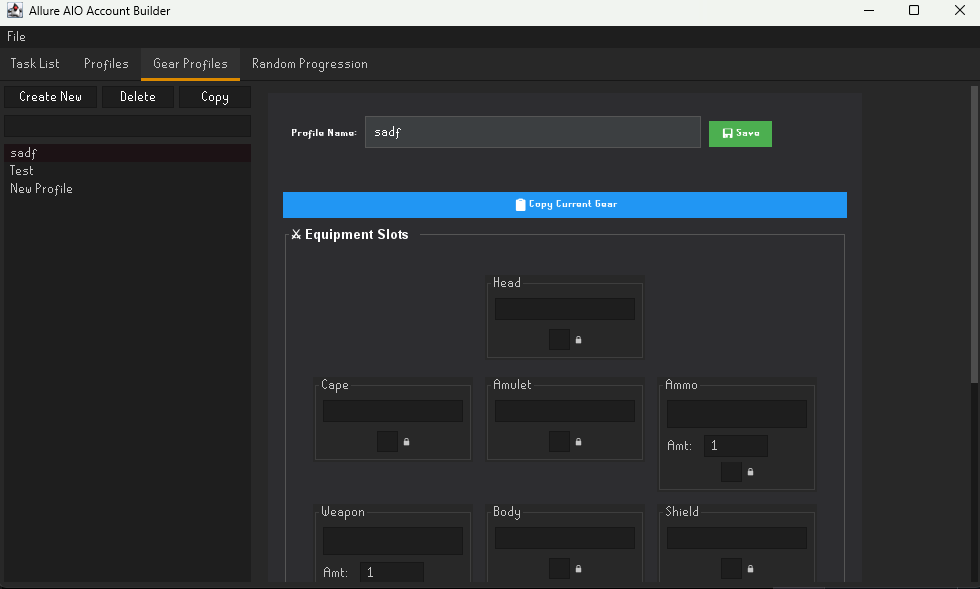 Allure AIO Account Builder
File
Task List Profiles Gear Profiles Random Progression
Create New Delete Copy
Profile Name: sadf Save
sadf
Test
New Profile
Copy Current Gear
Equipment Slots
Head
Cape Amulet Ammo
Amt: 1
Weapon Body Shield
Amt: 1